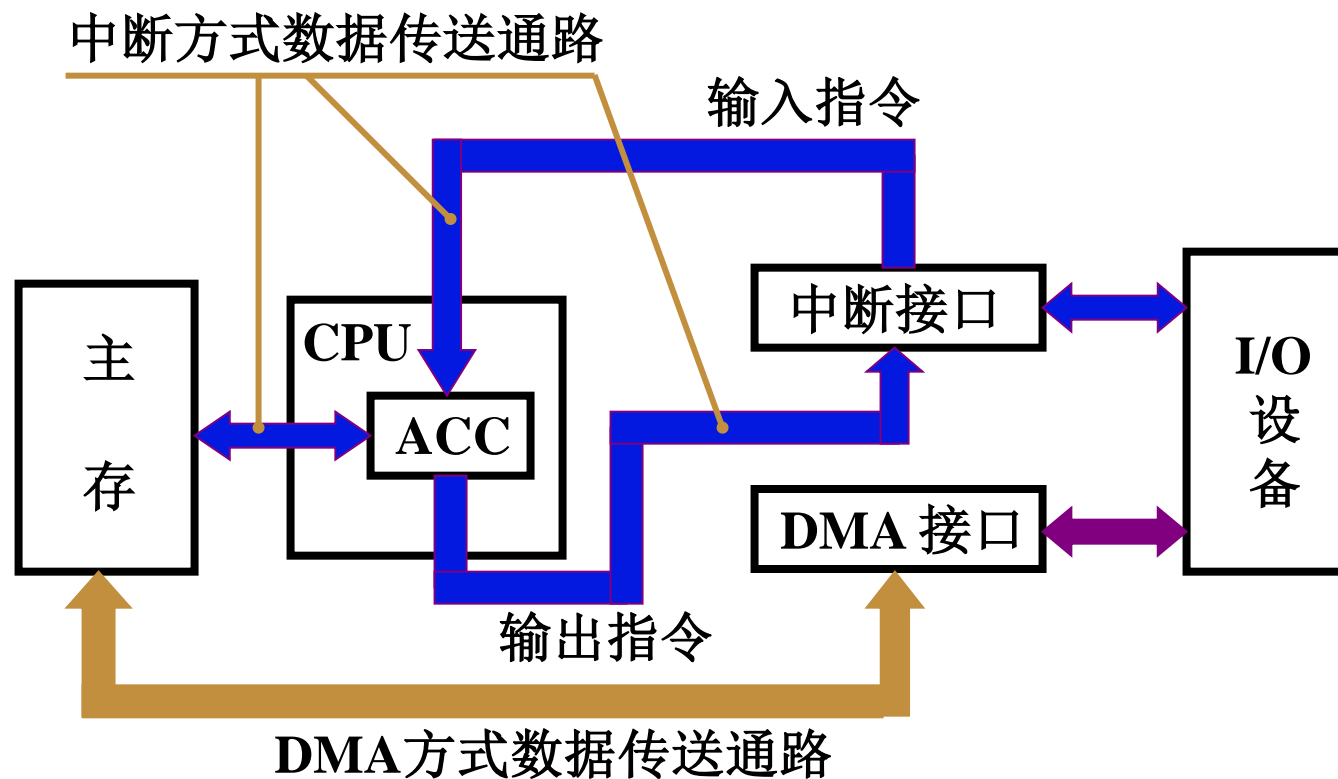 中断方式数据传送通路
输入指令
中断接口
CPU
主
存
ACC
I/O
设
备
DMA 接口
输出指令
DMA方式数据传送通路